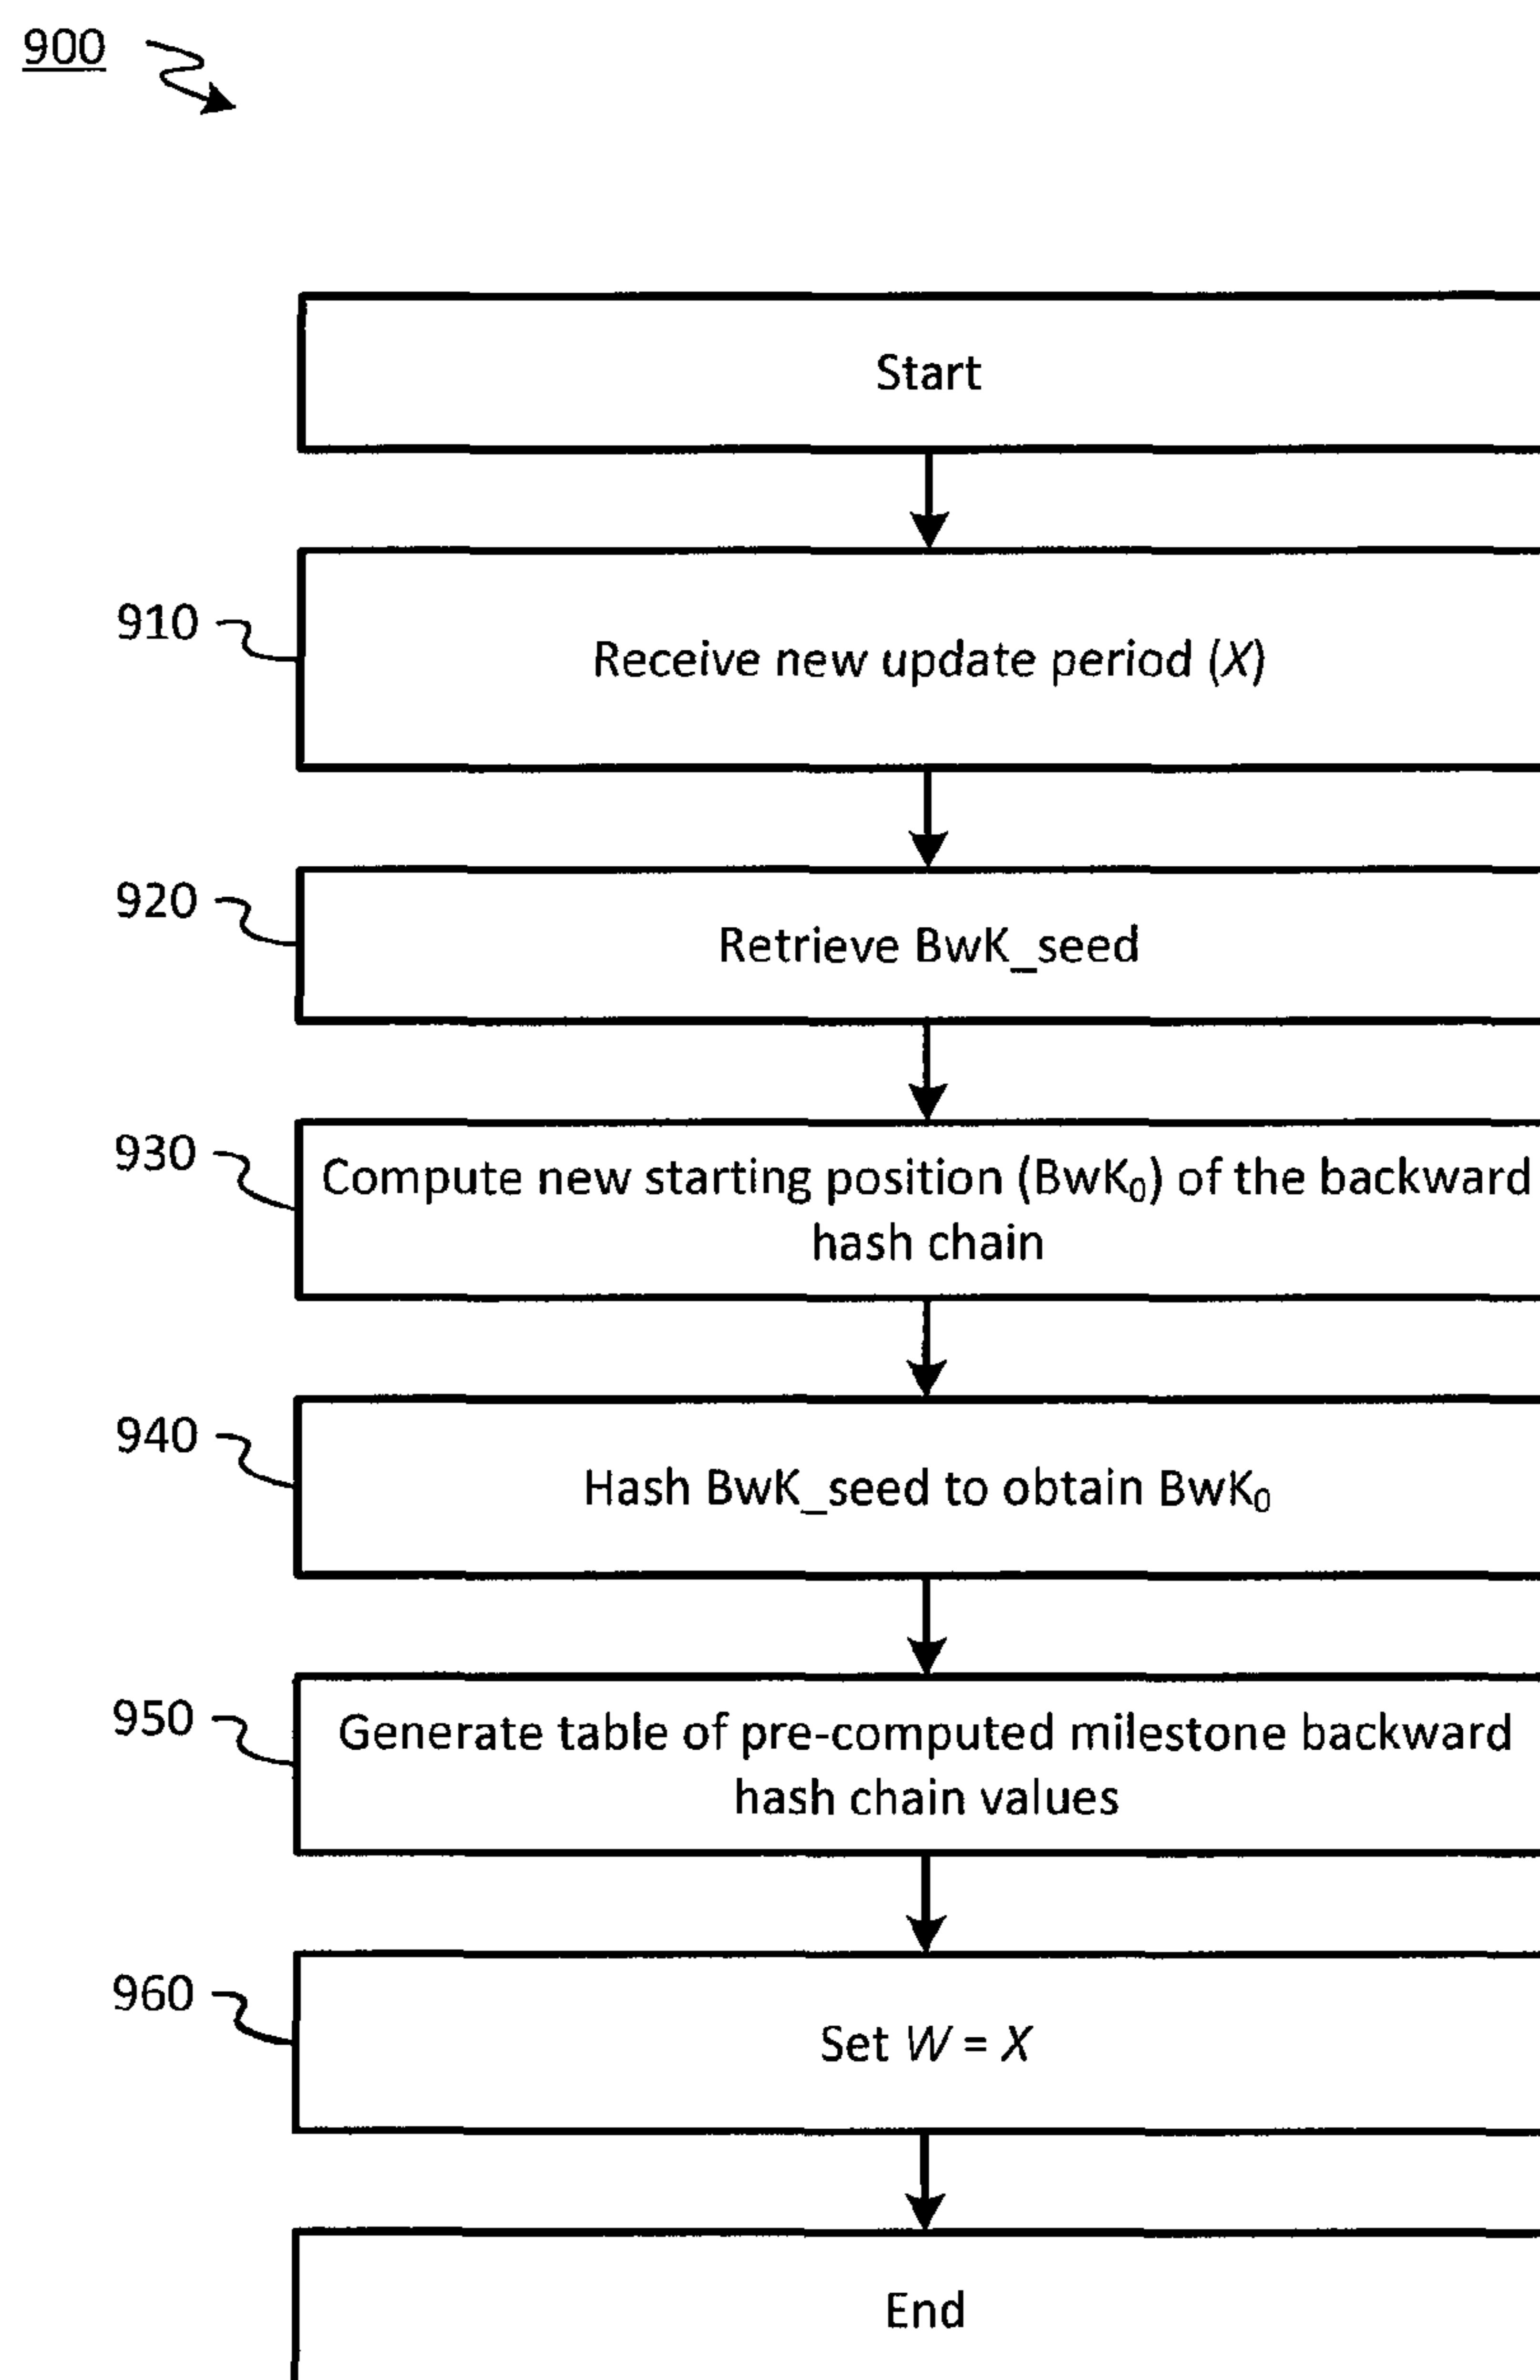 900
Start
910
Receive new update period (X)
920
Retrieve BwK_seed
930
Compute new starting position (BwK₀) of the backward
hash chain
940
Hash BwK_seed to obtain BwK₀
950
Generate table of pre-computed milestone backward
hash chain values
960
Set W = X
End